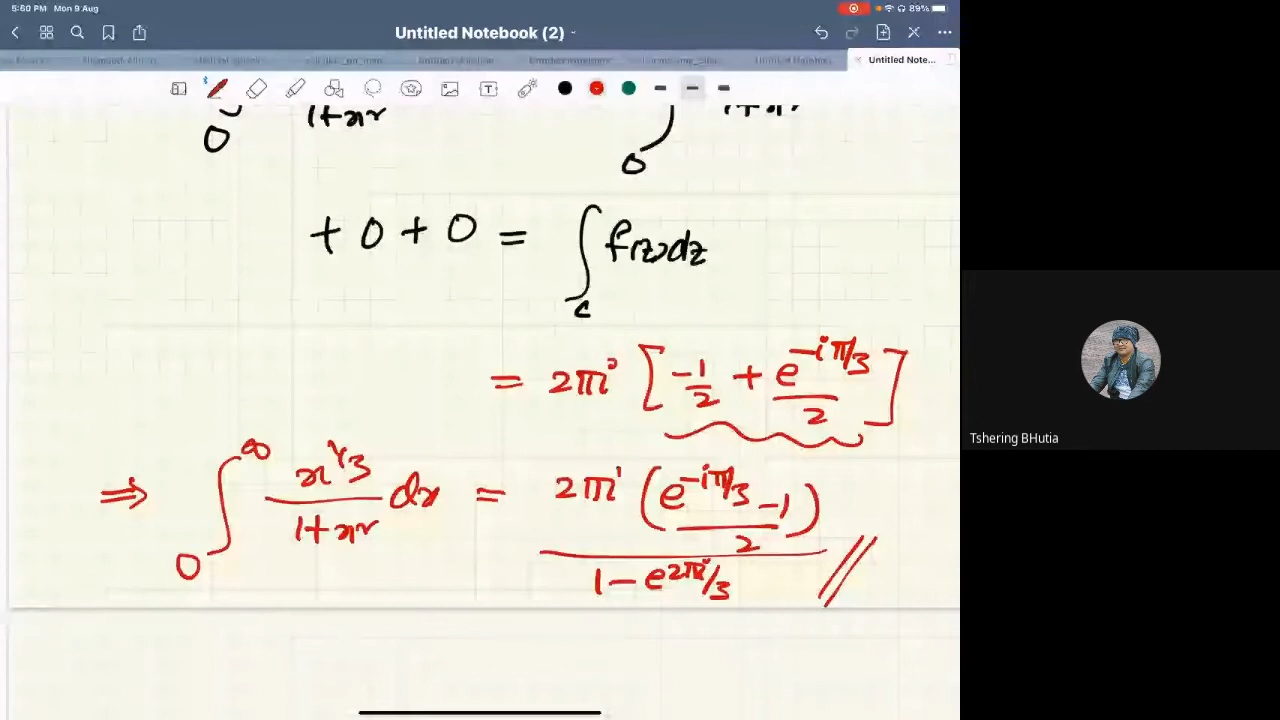 5:60 PM Mon 9 Aug
89%
Untitled Notebook (2)
Untitled Note...
0 1+x² 0
+ 0 + 0 = ∫_C f(z)dz
= 2πi [ -1/2 + e^{-iπ/3}/2 ]
⇒ ∫_0^∞ x^{1/3}/(1+x²) dx = 2πi ( (e^{-iπ/3} - 1)/2 ) / (1 - e^{2πi/3}) //
Tshering BHutia